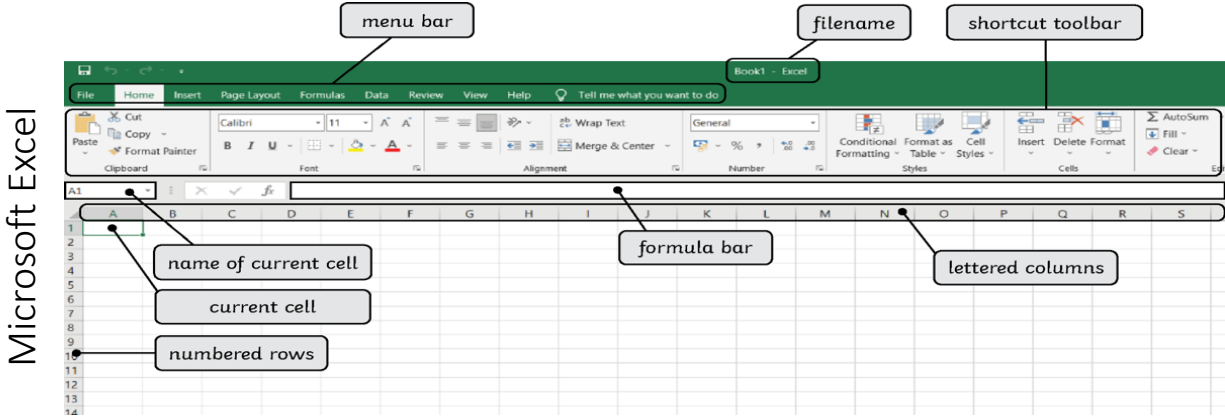 menu bar
filename
shortcut toolbar
Book1 - Excel
File Home Insert Page Layout Formulas Data Review View Help Tell me what you want to do
Cut
Calibri 11 A A Wrap Text General AutoSum
Copy Fill
Paste
Format Painter B I U A Merge & Center % Conditional Formatting Format as Table Cell Styles Insert Delete Format Clear
Clipboard Font Alignment Number Styles Cells
A1 fx
A B C D E F G H I J K L M N O P Q R S
1
2
3
4
5
6
7
8
9
10
11
12
13
14
name of current cell
formula bar
lettered columns
current cell
numbered rows
Microsoft Excel